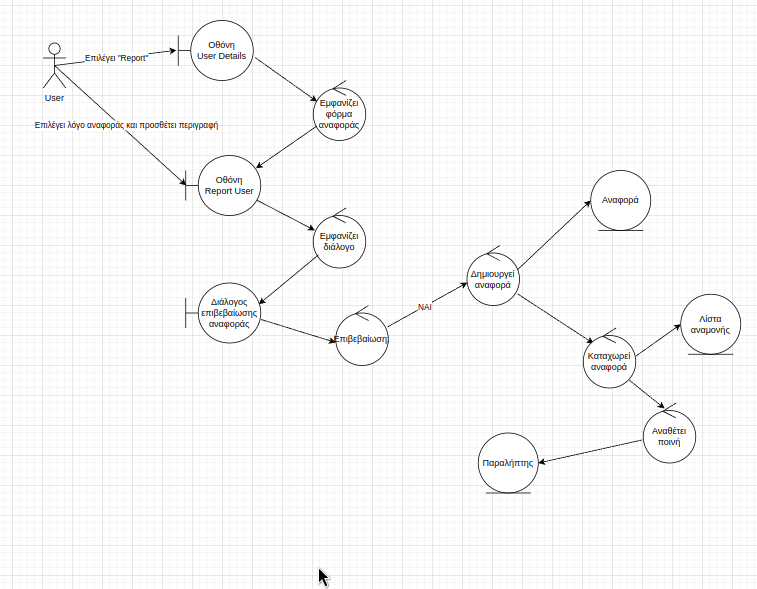 Οθόνη
User Details
Επιλέγει "Report"
User
Εμφανίζει
φόρμα
αναφοράς
Επιλέγει λόγο αναφοράς και προσθέτει περιγραφή
Οθόνη
Report User
Αναφορά
Εμφανίζει
διάλογο
Δημιουργεί
αναφορά
Διάλογος
επιβεβαίωσης
αναφοράς
ΝΑΙ
Επιβεβαίωση
Λίστα
αναμονής
Καταχωρεί
αναφορά
Αναθέτει
ποινή
Παραλήπτης